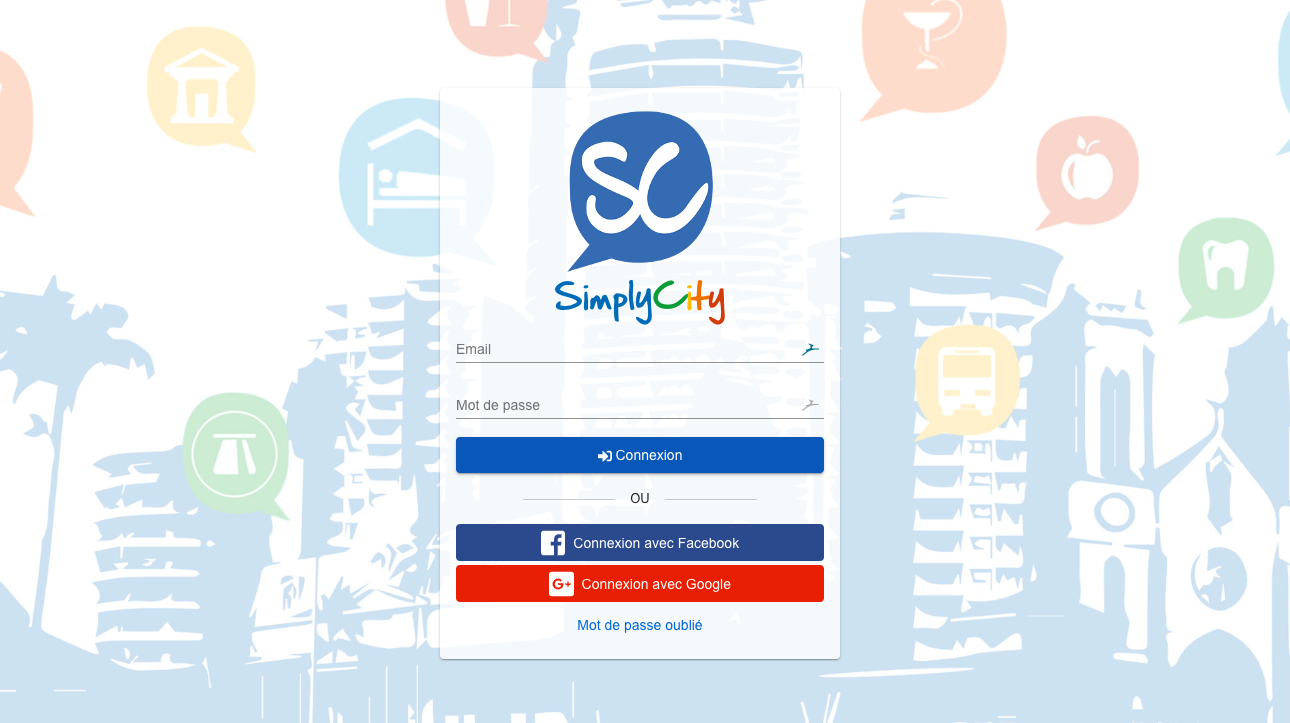 SC
SimplyCity
Email
Mot de passe
Connexion
OU
Connexion avec Facebook
G+ Connexion avec Google
Mot de passe oublié